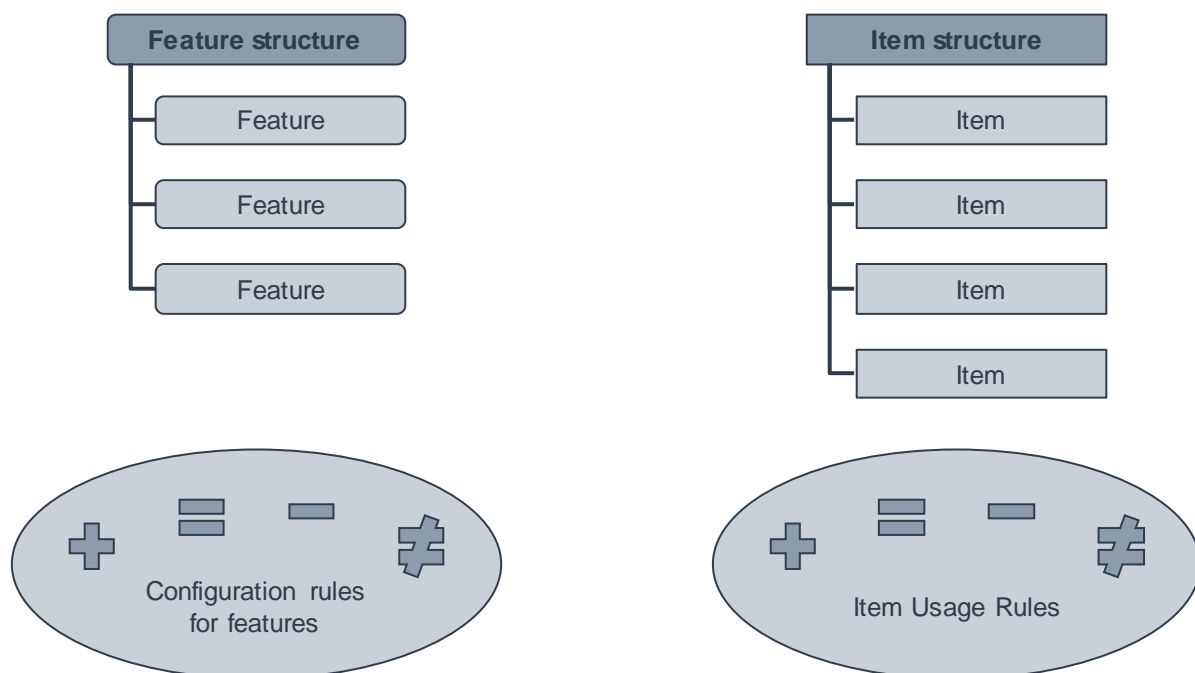 Feature structure
Feature
Feature
Feature
Item structure
Item
Item
Item
Item
+ = - ≠
Configuration rules
for features
+ = - ≠
Item Usage Rules